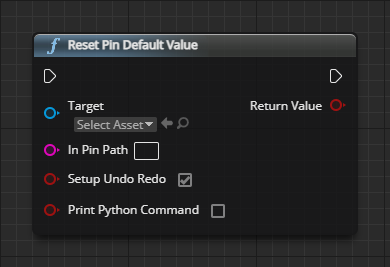 f Reset Pin Default Value
Target
Return Value
Select Asset
In Pin Path
Setup Undo Redo
Print Python Command